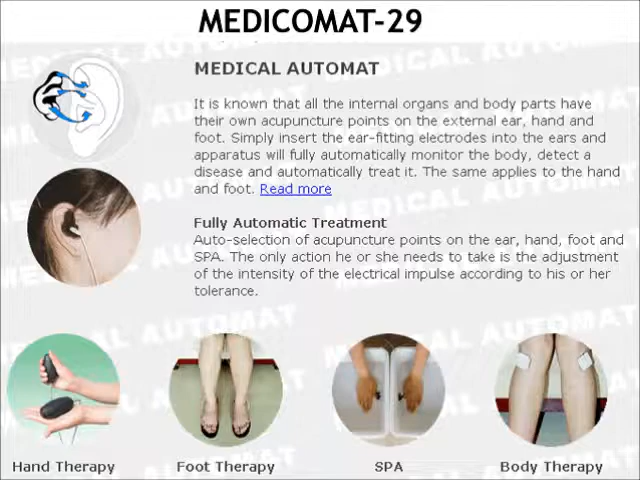 MEDICOMAT-29
MEDICAL AUTOMAT
It is known that all the internal organs and body parts have
their own acupuncture points on the external ear, hand and
foot. Simply insert the ear-fitting electrodes into the ears and
apparatus will fully automatically monitor the body, detect a
disease and automatically treat it. The same applies to the hand
and foot. Read more
Fully Automatic Treatment
Auto-selection of acupuncture points on the ear, hand, foot and
SPA. The only action he or she needs to take is the adjustment
of the intensity of the electrical impulse according to his or her
tolerance.
Hand Therapy Foot Therapy SPA Body Therapy